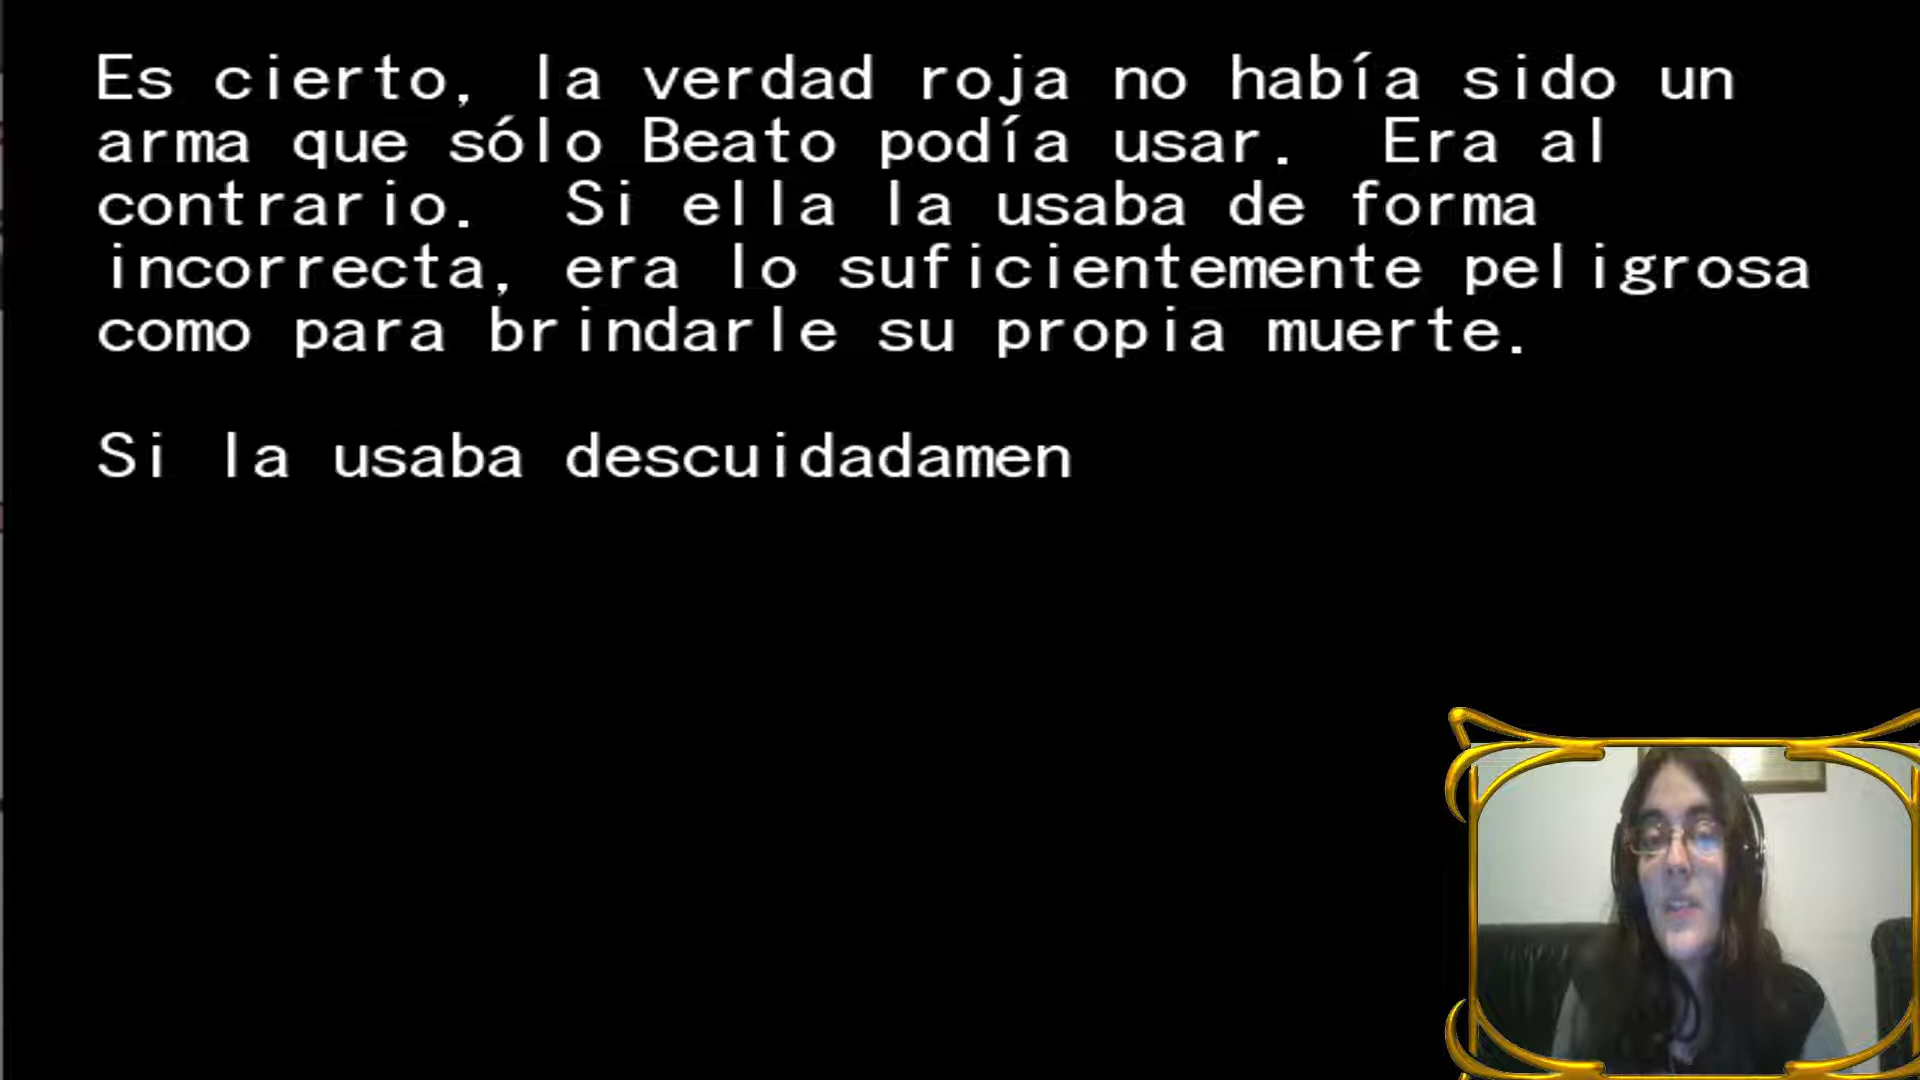 Es cierto, la verdad roja no había sido un
arma que sólo Beato podía usar. Era al
contrario. Si ella la usaba de forma
incorrecta, era lo suficientemente peligrosa
como para brindarle su propia muerte.
Si la usaba descuidadamen